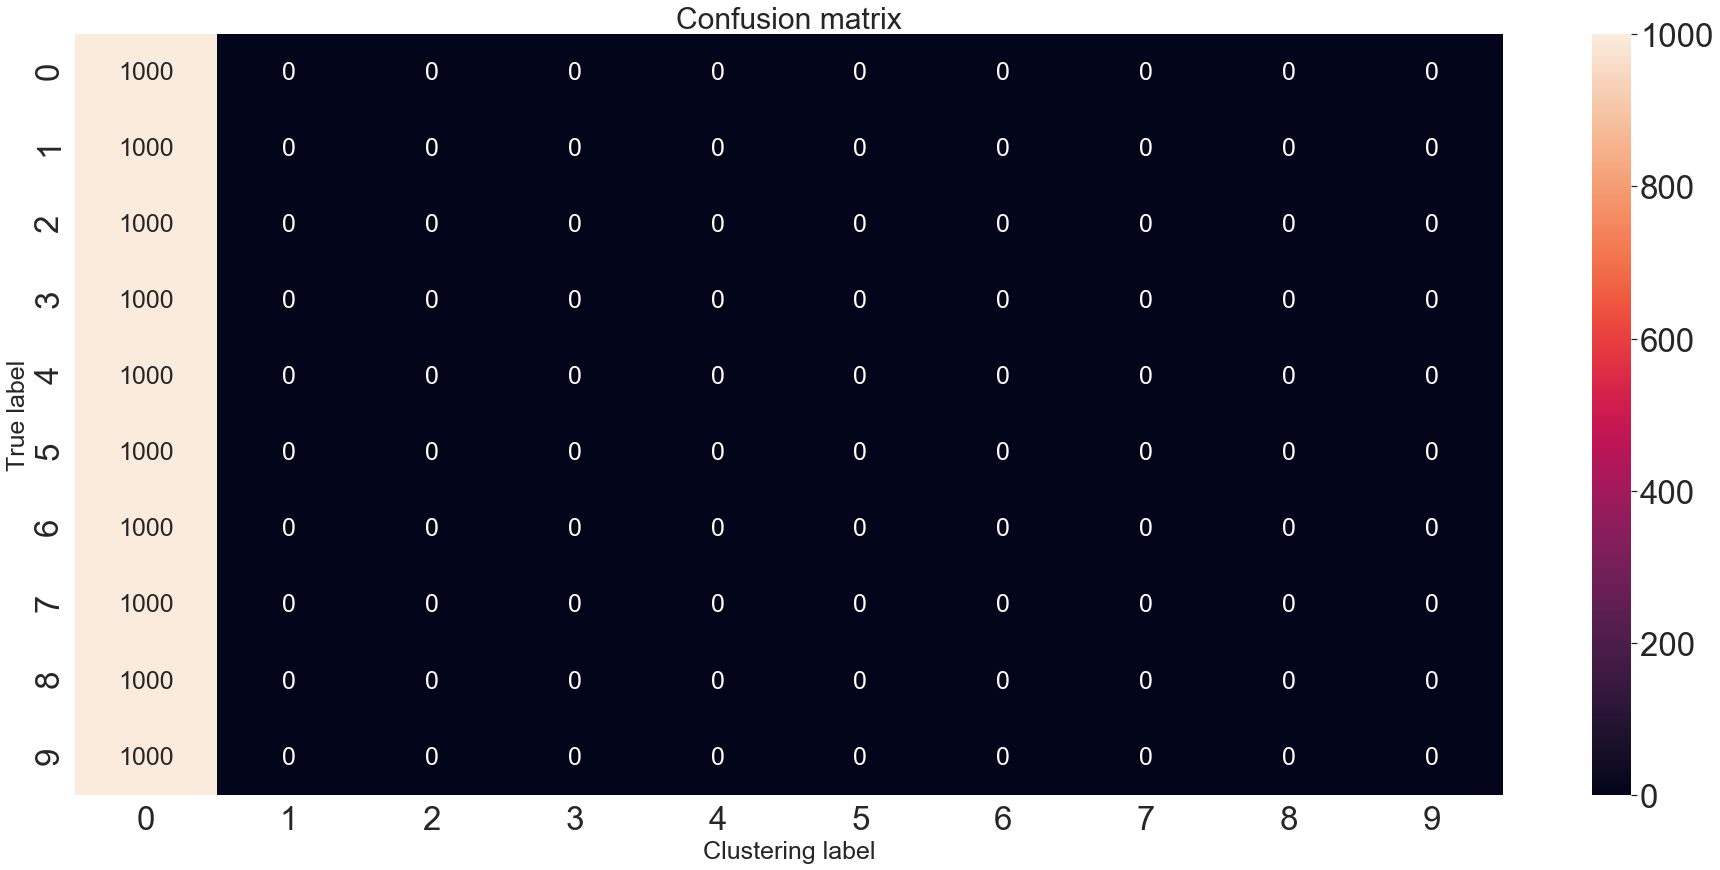 Confusion matrix
0 1000 0 0 0 0 0 0 0 0 0
1 1000 0 0 0 0 0 0 0 0 0
2 1000 0 0 0 0 0 0 0 0 0
3 1000 0 0 0 0 0 0 0 0 0
4 1000 0 0 0 0 0 0 0 0 0
5 1000 0 0 0 0 0 0 0 0 0
6 1000 0 0 0 0 0 0 0 0 0
7 1000 0 0 0 0 0 0 0 0 0
8 1000 0 0 0 0 0 0 0 0 0
9 1000 0 0 0 0 0 0 0 0 0
0 1 2 3 4 5 6 7 8 9
Clustering label
True label
1000
800
600
400
200
0